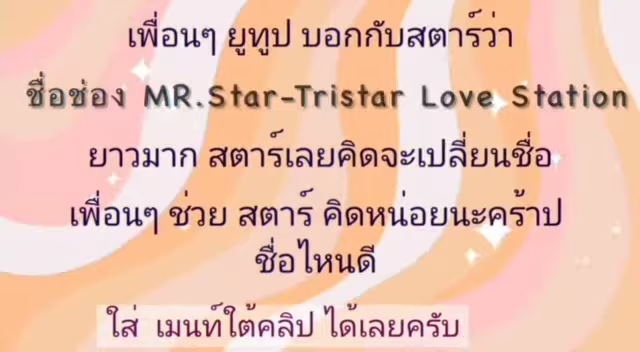 เพื่อนๆ ยูทูป บอกกับสตาร์ว่า
ชื่อช่อง MR.Star-Tristar Love Station
ยาวมาก สตาร์เลยคิดจะเปลี่ยนชื่อ
เพื่อนๆ ช่วย สตาร์ คิดหน่อยนะคร้าป
ชื่อไหนดี
ใส่ เมนท์ใต้คลิป ได้เลยครับ